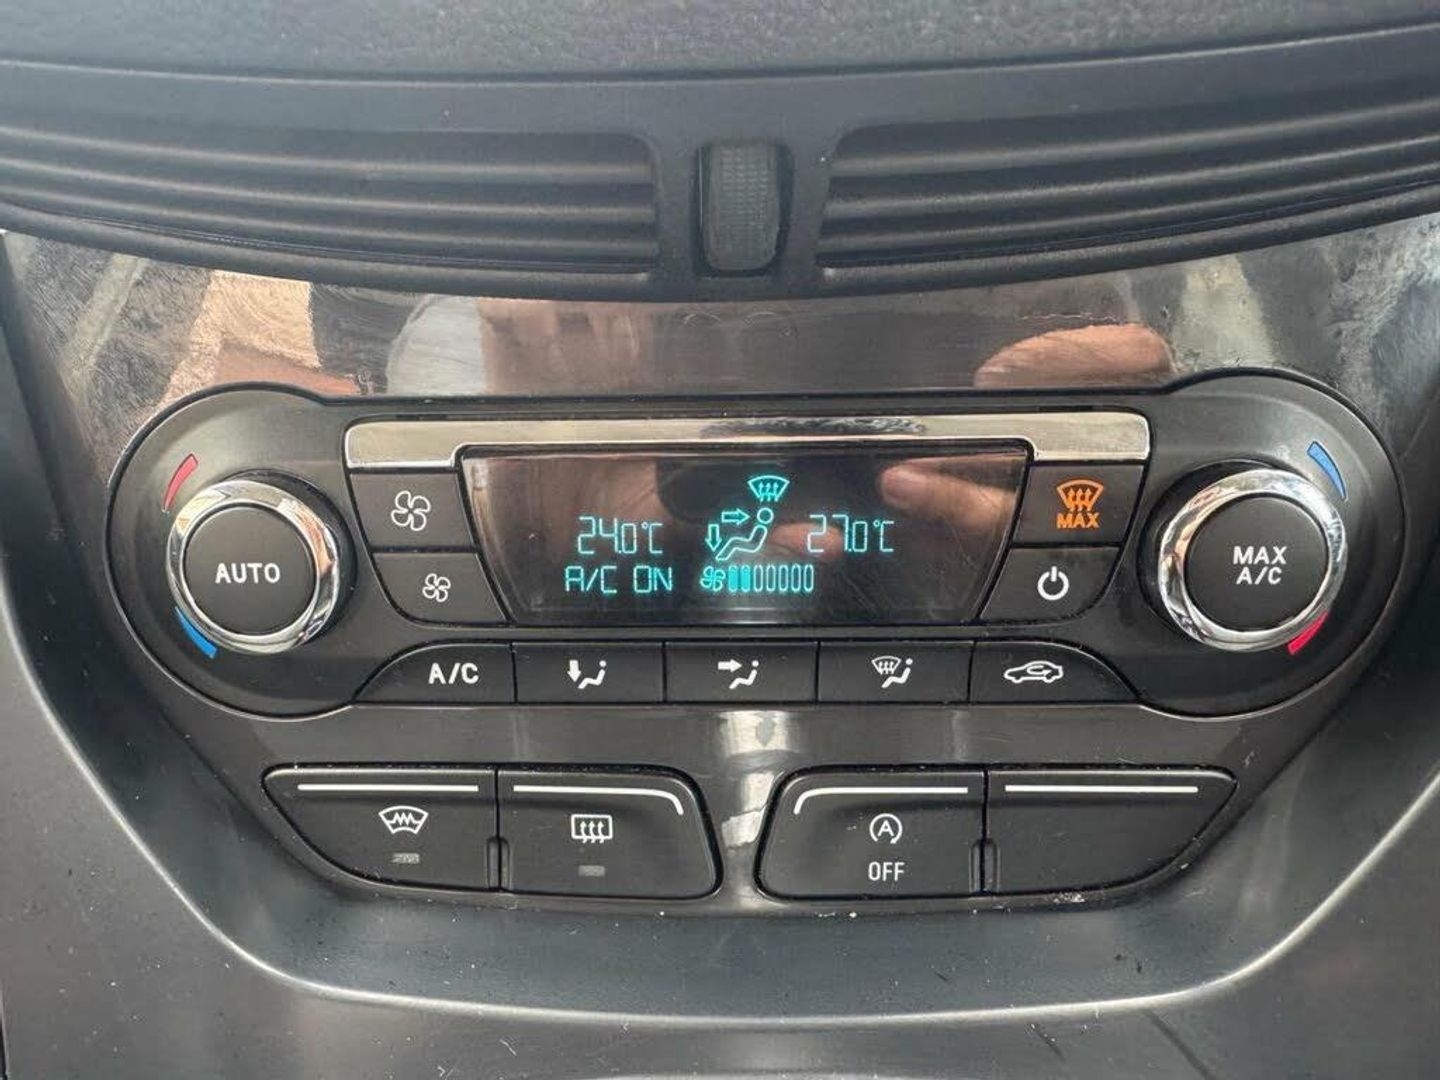 24.0°C 27.0°C
A/C ON
AUTO
MAX
MAX
A/C
A/C
A
OFF